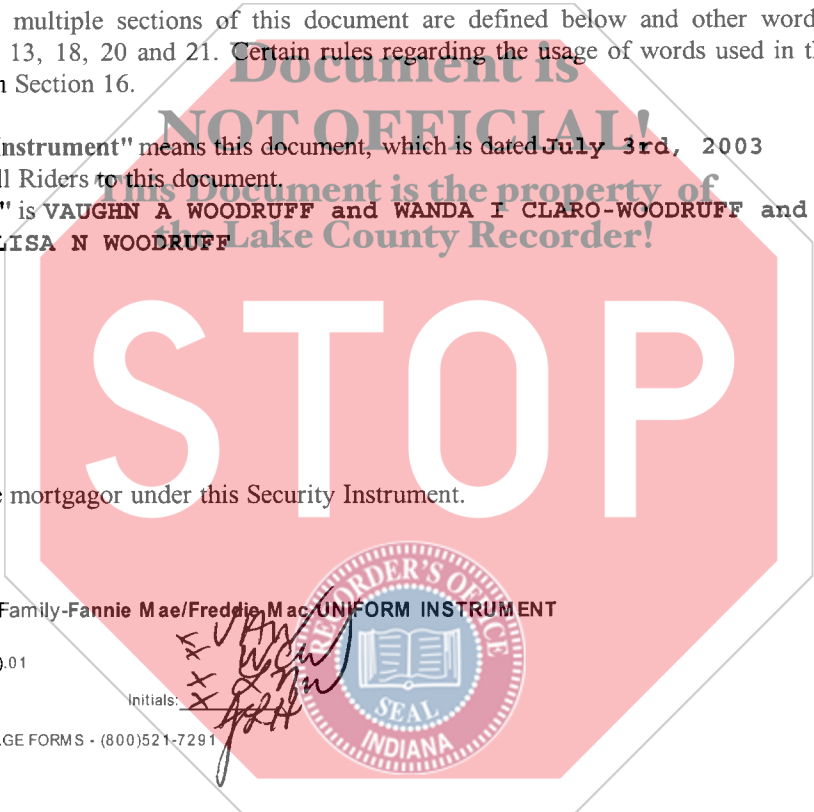 multiple sections of this document are defined below and other word
13, 18, 20 and 21. Certain rules regarding the usage of words used in th
n Section 16.
Document is
NOT OFFICIAL!
This Document is the property of
the Lake County Recorder!
Instrument" means this document, which is dated July 3rd, 2003
ll Riders to this document.
" is VAUGHN A WOODRUFF and WANDA I CLARO-WOODRUFF and
LISA N WOODRUFF
STOP
e mortgagor under this Security Instrument.
Family-Fannie Mae/Freddie Mac UNIFORM INSTRUMENT
.01
Initials:
VAW
WCW
LNW
AGE FORMS - (800)521-7291
RECORDER'S OFFICE
SEAL
INDIANA